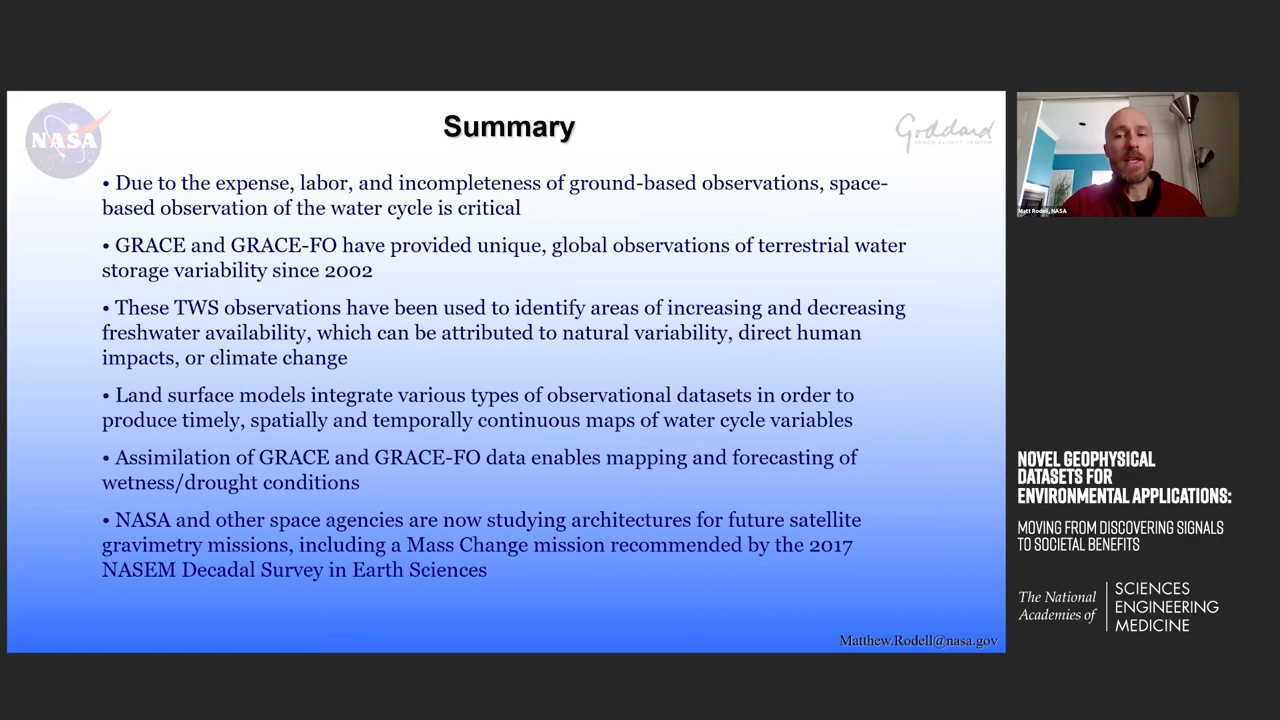 NASA
Summary
Goddard
SPACE FLIGHT CENTER
• Due to the expense, labor, and incompleteness of ground-based observations, space-
based observation of the water cycle is critical
• GRACE and GRACE-FO have provided unique, global observations of terrestrial water
storage variability since 2002
• These TWS observations have been used to identify areas of increasing and decreasing
freshwater availability, which can be attributed to natural variability, direct human
impacts, or climate change
• Land surface models integrate various types of observational datasets in order to
produce timely, spatially and temporally continuous maps of water cycle variables
• Assimilation of GRACE and GRACE-FO data enables mapping and forecasting of
wetness/drought conditions
• NASA and other space agencies are now studying architectures for future satellite
gravimetry missions, including a Mass Change mission recommended by the 2017
NASEM Decadal Survey in Earth Sciences
Matthew.Rodell@nasa.gov
Matt Rodell, NASA
NOVEL GEOPHYSICAL
DATASETS FOR
ENVIRONMENTAL APPLICATIONS:
MOVING FROM DISCOVERING SIGNALS
TO SOCIETAL BENEFITS
The National
Academies of
SCIENCES
ENGINEERING
MEDICINE